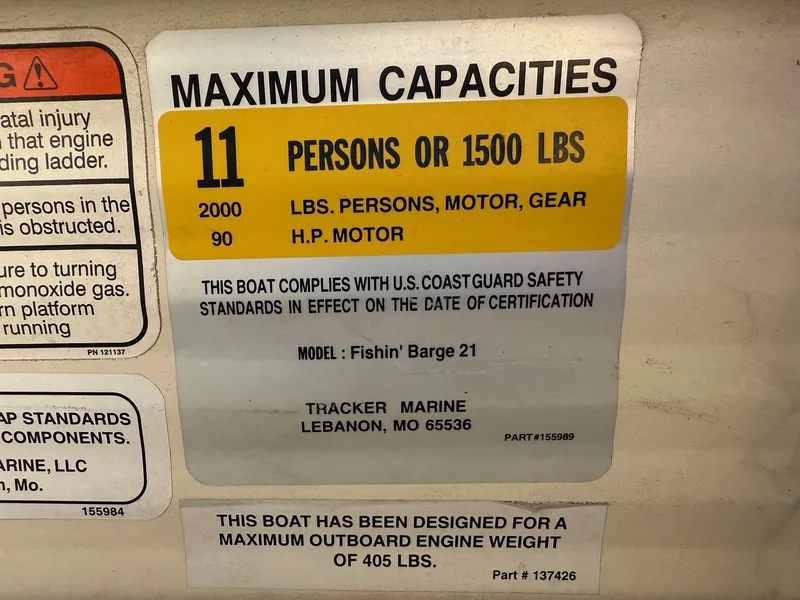 G
atal injury
that engine
ding ladder.
persons in the
is obstructed.
ure to turning
monoxide gas.
rn platform
running
PN 121137
AP STANDARDS
COMPONENTS.
ARINE, LLC
n, Mo.
155984
MAXIMUM CAPACITIES
11 PERSONS OR 1500 LBS
2000 LBS. PERSONS, MOTOR, GEAR
90 H.P. MOTOR
THIS BOAT COMPLIES WITH U.S. COAST GUARD SAFETY
STANDARDS IN EFFECT ON THE DATE OF CERTIFICATION
MODEL : Fishin' Barge 21
TRACKER MARINE
LEBANON, MO 65536
PART#155989
THIS BOAT HAS BEEN DESIGNED FOR A
MAXIMUM OUTBOARD ENGINE WEIGHT
OF 405 LBS.
Part # 137426